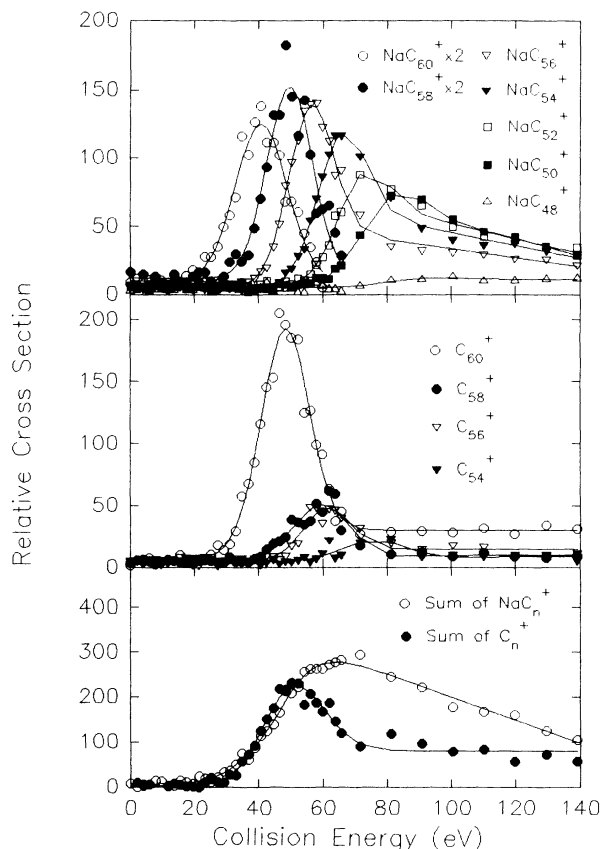 Relative Cross Section
200
150
100
50
0
NaC60+ x2
NaC58+ x2
NaC56+
NaC54+
NaC52+
NaC50+
NaC48+
200
150
100
50
0
C60+
C58+
C56+
C54+
400
300
200
100
0
Sum of NaCn+
Sum of Cn+
0 20 40 60 80 100 120 140
Collision Energy (eV)